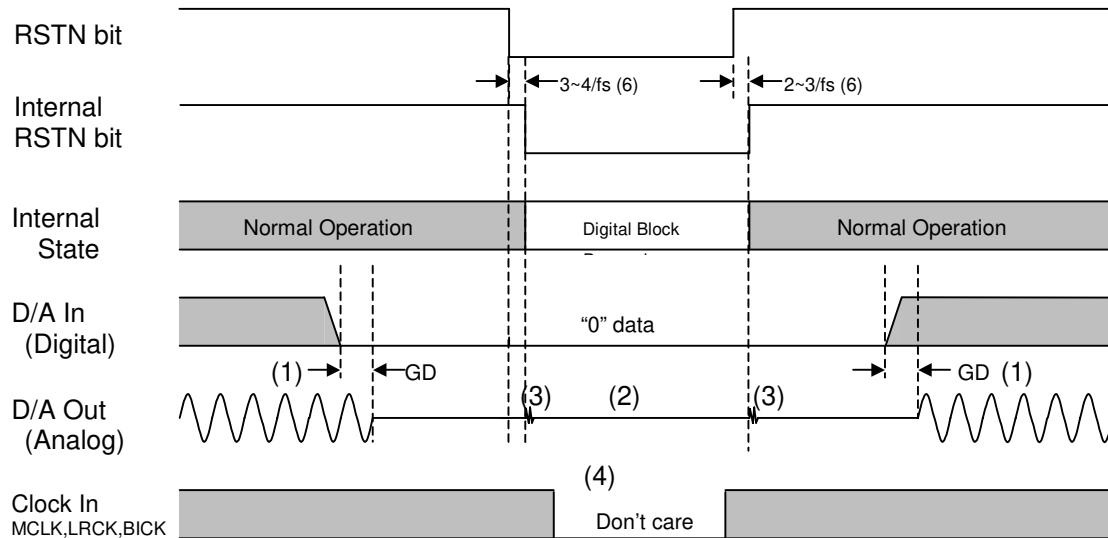 RSTN bit
3~4/fs (6)
2~3/fs (6)
Internal
RSTN bit
Internal
State
Normal Operation
Digital Block
Normal Operation
D/A In
(Digital)
“0” data
(1)
GD
GD (1)
D/A Out
(Analog)
(3)
(2)
(3)
(4)
Clock In
MCLK,LRCK,BICK
Don’t care